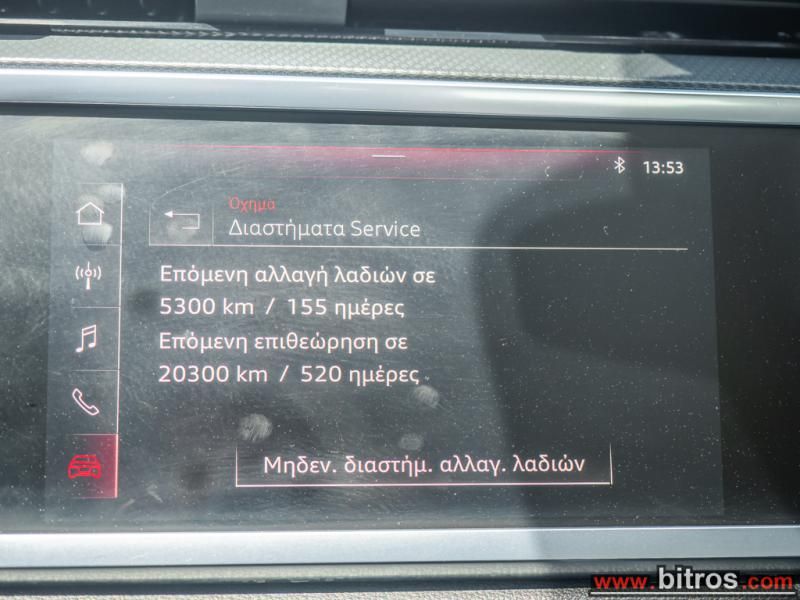 13:53
Όχημα
Διαστήματα Service
Επόμενη αλλαγή λαδιών σε
5300 km / 155 ημέρες
Επόμενη επιθεώρηση σε
20300 km / 520 ημέρες
Μηδεν. διαστήμ. αλλαγ. λαδιών
www.bitros.com.gr